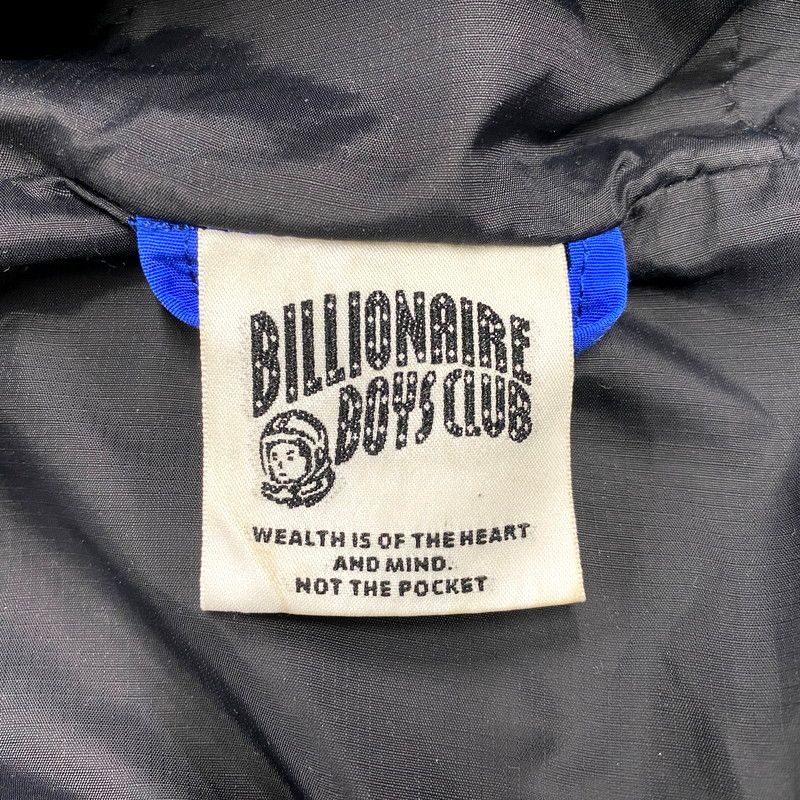 BILLIONAIRE
BOYS CLUB
WEALTH IS OF THE HEART
AND MIND.
NOT THE POCKET